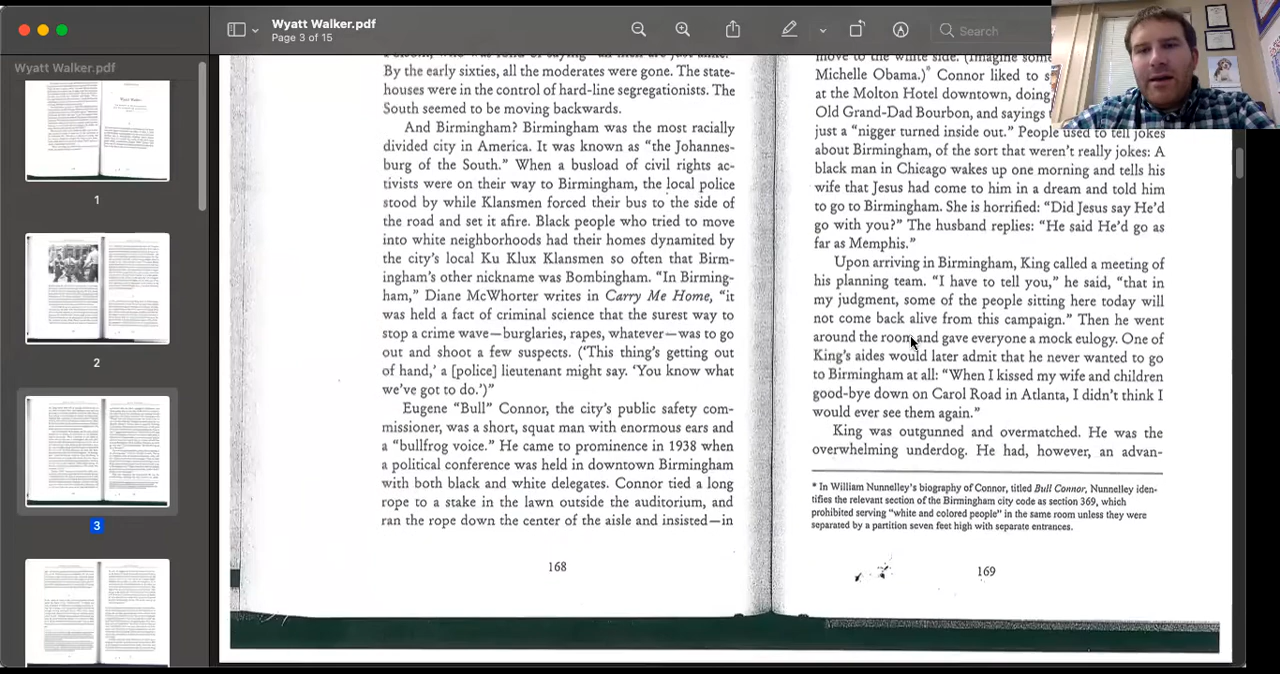 Wyatt Walker.pdf
Page 3 of 15
Search
Wyatt Walker.pdf
1
2
3
By the early sixties, all the moderates were gone. The state-
houses were in the control of hard-line segregationists. The
South seemed to be moving backwards.
And Birmingham? Birmingham was the most racially
divided city in America. It was known as “the Johannes-
burg of the South.” When a busload of civil rights ac-
tivists were on their way to Birmingham, the local police
stood by while Klansmen forced their bus to the side of
the road and set it afire. Black people who tried to move
into white neighborhoods had their homes dynamited by
the city’s local Ku Klux Klansmen so often that Birm-
ingham’s other nickname was Bombingham. “In Birming-
ham,” Diane McWhorter writes in Carry Me Home, “it
was held a fact of criminal science that the surest way to
stop a crime wave—burglaries, rapes, whatever—was to go
out and shoot a few suspects. (‘This thing’s getting out
of hand,’ a [police] lieutenant might say. ‘You know what
we’ve got to do.’)”
Eugene “Bull” Connor, the city’s public safety com-
missioner, was a short, squat man with enormous ears and
a “bullfrog voice.” He came to prominence in 1938 when
a political conference was held in downtown Birmingham
with both black and white delegates. Connor tied a long
rope to a stake in the lawn outside the auditorium, and
ran the rope down the center of the aisle and insisted—in
168
move to the white side. (Imagine som
Michelle Obama.)* Connor liked to s
t the Molton Hotel downtown, doing
Old Grand-Dad Bourbon, and sayings
just a “nigger turned inside out.” People used to tell jokes
about Birmingham, of the sort that weren’t really jokes: A
black man in Chicago wakes up one morning and tells his
wife that Jesus had come to him in a dream and told him
to go to Birmingham. She is horrified: “Did Jesus say He’d
go with you?” The husband replies: “He said He’d go as
far as Memphis.”
Upon arriving in Birmingham, King called a meeting of
his planning team. “I have to tell you,” he said, “that in
my judgment, some of the people sitting here today will
not come back alive from this campaign.” Then he went
around the room and gave everyone a mock eulogy. One of
King’s aides would later admit that he never wanted to go
to Birmingham at all: “When I kissed my wife and children
good-bye down on Carol Road in Atlanta, I didn’t think I
would ever see them again.”
King was outgunned and overmatched. He was the
overwhelming underdog. He had, however, an advan-
* In William Nunnelley’s biography of Connor, titled Bull Connor, Nunnelley iden-
tifies the relevant section of the Birmingham city code as section 369, which
prohibited serving “white and colored people” in the same room unless they were
separated by a partition seven feet high with separate entrances.
169